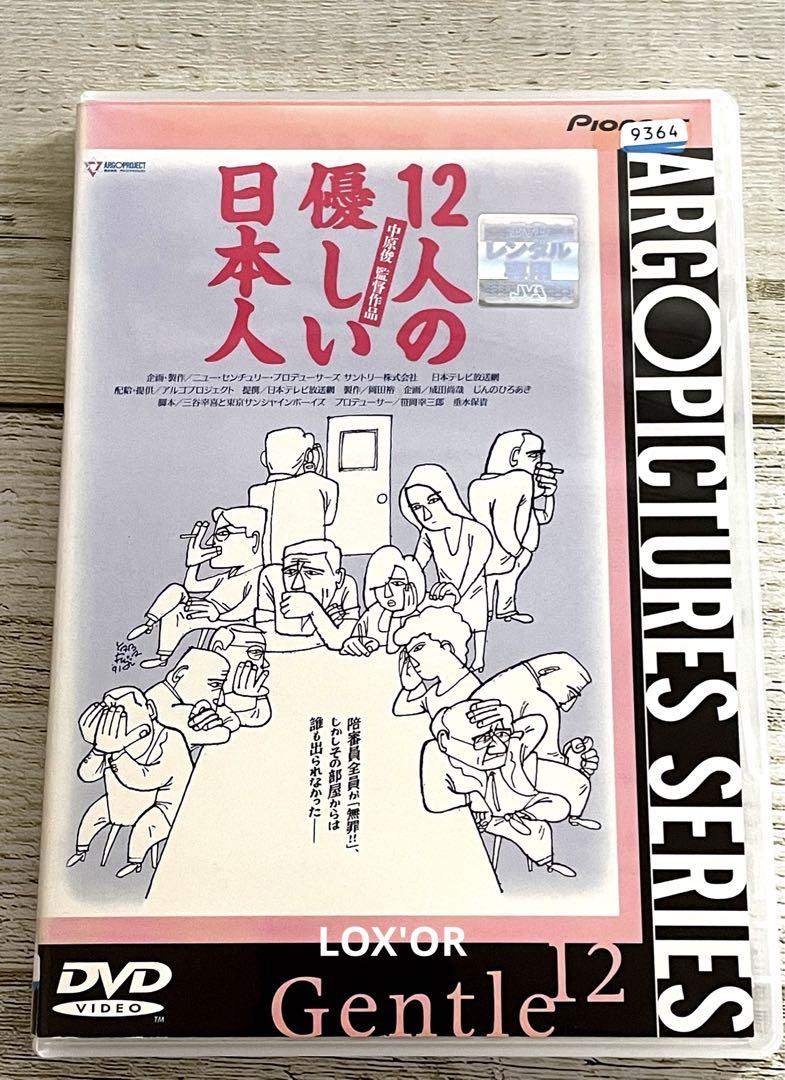 Pioneer
9364
ARGOPROJECT
12人の
優しい
日本人
中原俊 監督作品
レンタル
専用
JVA
企画・製作/ニュー・センチュリー・プロデューサーズ サントリー株式会社 日本テレビ放送網
配給・提供/アルゴプロジェクト 提携/日本テレビ放送網 製作/岡田裕 企画/成田尚哉 じんのひろあき
脚本/三谷幸喜と東京サンシャインボーイズ プロデューサー/笹岡幸三郎 垂水保貴
陪審員全員が「無罪!!」、
しかしその部屋からは
誰も出られなかった——
ARGOPICTURES SERIES
LOX'OR
DVD
VIDEO
TM
Gentle 12